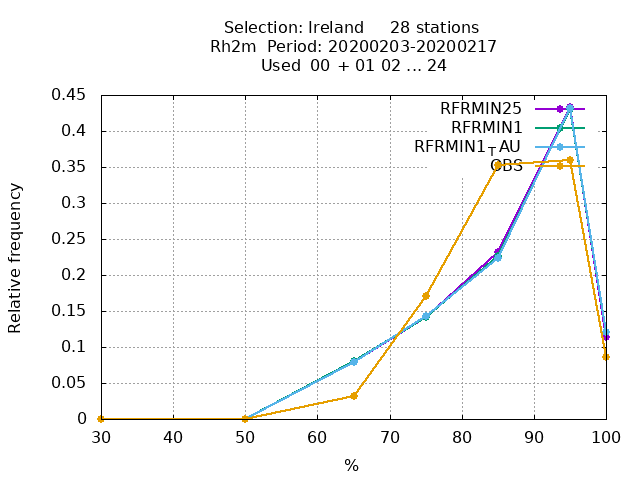 Selection: Ireland 28 stations
Rh2m Period: 20200203-20200217
Used 00 + 01 02 ... 24
0.45
0.4
0.35
0.3
0.25
0.2
0.15
0.1
0.05
0
Relative frequency
RFRMIN25
RFRMIN1
RFRMIN1TAU
OBS
30 40 50 60 70 80 90 100
%